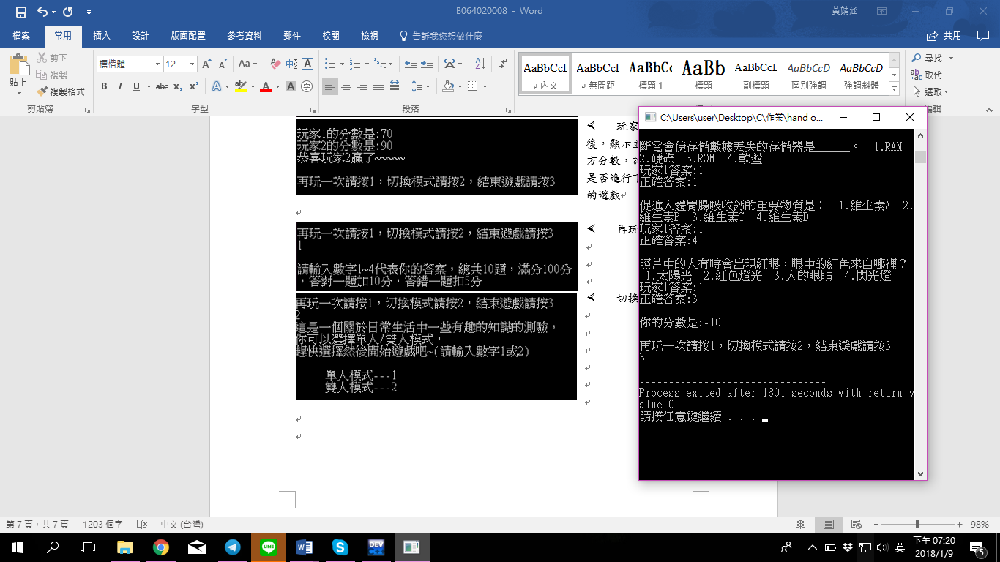 B064020008 - Word
黃靖涵
檔案 常用 插入 設計 版面配置 參考資料 郵件 校閱 檢視 告訴我您想做什麼 共用
剪下
複製
複製格式
貼上
剪貼簿
標楷體 12
字型
段落
AaBbCcI AaBbCcI AaBbCc AaBb AaBbCcD AaBbCcD AaBbCcD
內文 無間距 標題 1 標題 副標題 區別強調 強調斜體
尋找
取代
選取
編輯
玩家1的分數是:70
玩家2的分數是:90
恭喜玩家2贏了~~~~~
再玩一次請按1，切換模式請按2，結束遊戲請按3
玩家
後，顯示
方分數，
是否進行
的遊戲
再玩一次請按1，切換模式請按2，結束遊戲請按3
1
請輸入數字1~4代表你的答案，總共10題，滿分100分
，答對一題加10分，答錯一題扣5分
再玩
再玩一次請按1，切換模式請按2，結束遊戲請按3
2
這是一個關於日常生活中一些有趣的知識的測驗，
你可以選擇單人/雙人模式，
趕快選擇然後開始遊戲吧~(請輸入數字1或2)
單人模式---1
雙人模式---2
切換
C:\Users\user\Desktop\C\作業\hand o...
斷電會使存儲數據丟失的存儲器是______。 1.RAM
2.硬碟 3.ROM 4.軟盤
玩家1答案:1
正確答案:1
促進人體胃腸吸收鈣的重要物質是： 1.維生素A 2.
維生素B 3.維生素C 4.維生素D
玩家1答案:1
正確答案:4
照片中的人有時會出現紅眼，眼中的紅色來自哪裡？
1.太陽光 2.紅色燈光 3.人的眼睛 4.閃光燈
玩家1答案:1
正確答案:3
你的分數是:-10
再玩一次請按1，切換模式請按2，結束遊戲請按3
3
--------------------------------
Process exited after 1801 seconds with return v
alue 0
請按任意鍵繼續 . . .
第 7 頁，共 7 頁 1203 個字 中文 (台灣) 98%
英
下午 07:20
2018/1/9
5